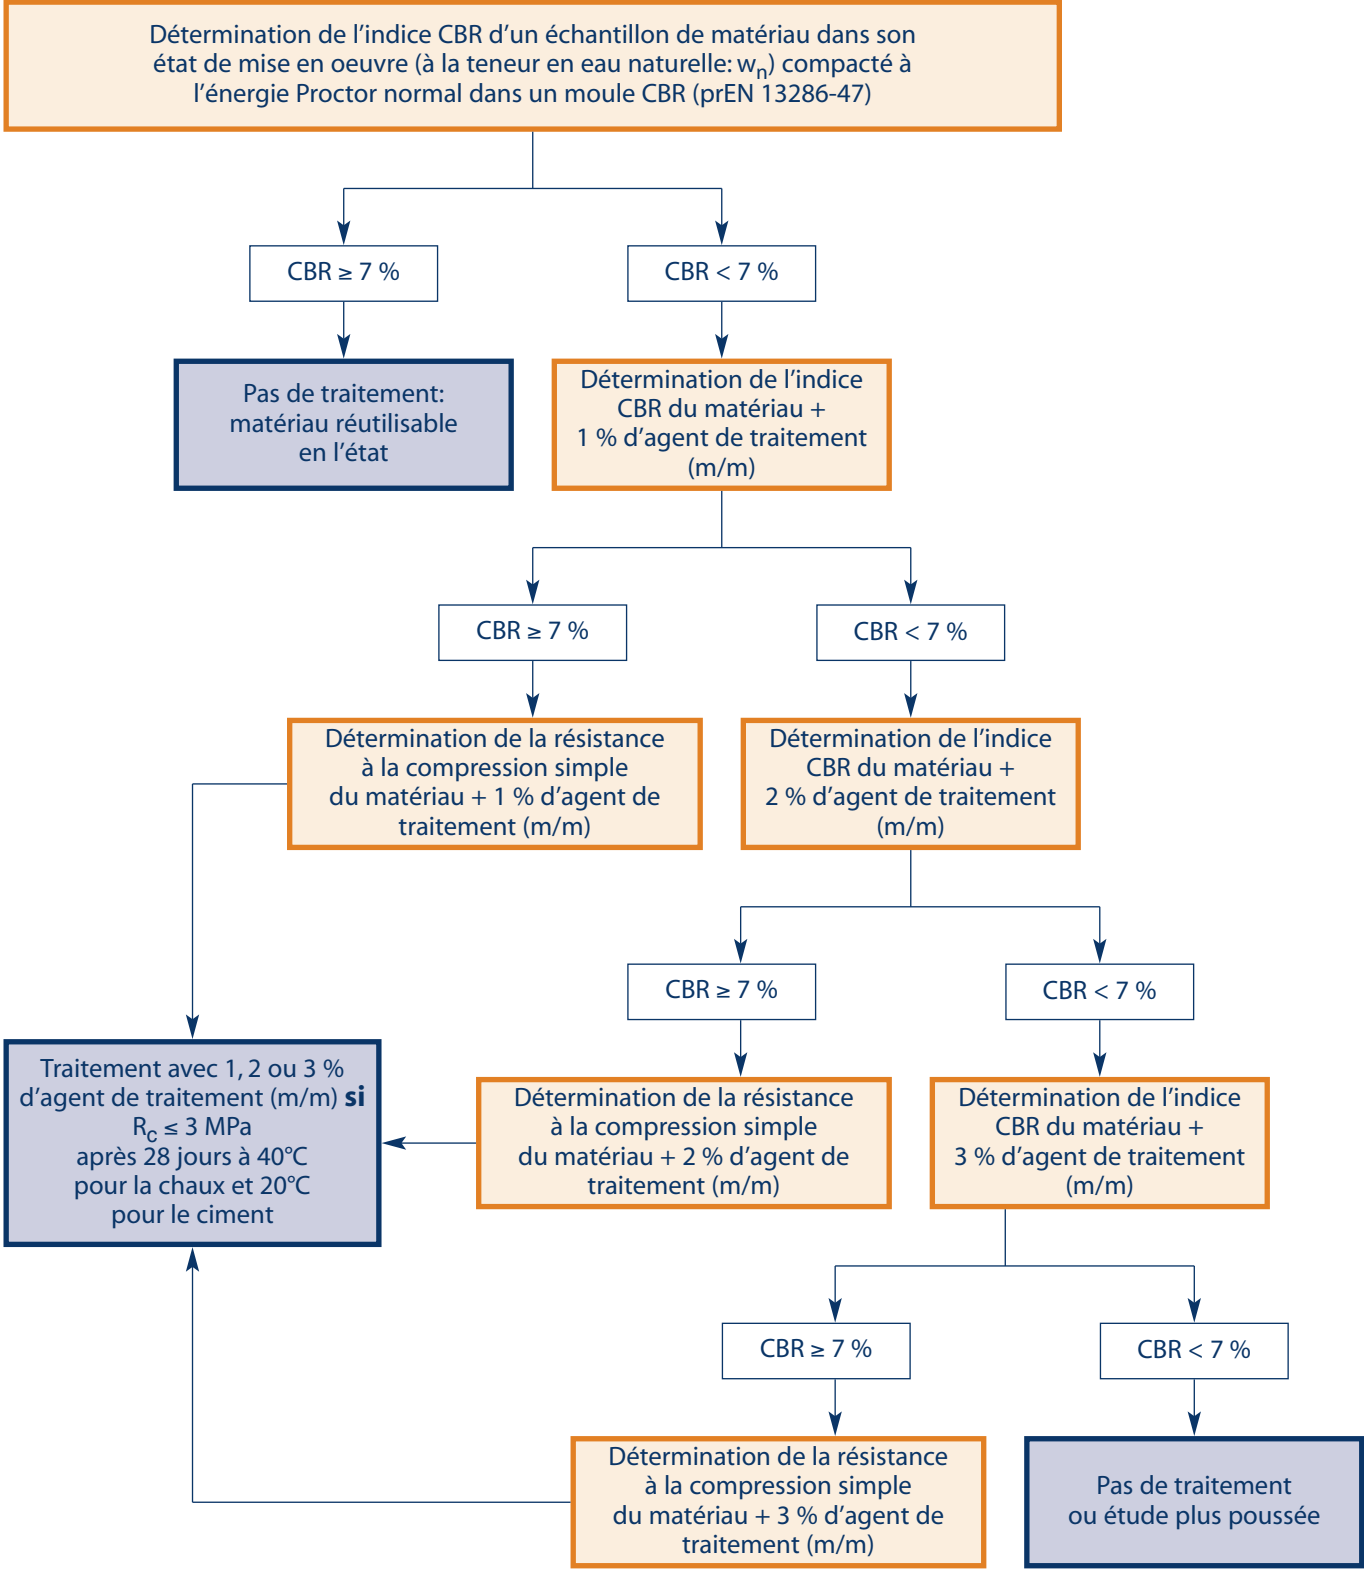 Détermination de l'indice CBR d'un échantillon de matériau dans son
état de mise en oeuvre (à la teneur en eau naturelle: wn) compacté à
l'énergie Proctor normal dans un moule CBR (prEN 13286-47)
CBR ≥ 7 %
CBR < 7 %
Pas de traitement:
matériau réutilisable
en l'état
Détermination de l'indice
CBR du matériau +
1 % d'agent de traitement
(m/m)
CBR ≥ 7 %
CBR < 7 %
Détermination de la résistance
à la compression simple
du matériau + 1 % d'agent de
traitement (m/m)
Détermination de l'indice
CBR du matériau +
2 % d'agent de traitement
(m/m)
CBR ≥ 7 %
CBR < 7 %
Traitement avec 1, 2 ou 3 %
d'agent de traitement (m/m) si
Rc ≤ 3 MPa
après 28 jours à 40°C
pour la chaux et 20°C
pour le ciment
Détermination de la résistance
à la compression simple
du matériau + 2 % d'agent de
traitement (m/m)
Détermination de l'indice
CBR du matériau +
3 % d'agent de traitement
(m/m)
CBR ≥ 7 %
CBR < 7 %
Détermination de la résistance
à la compression simple
du matériau + 3 % d'agent de
traitement (m/m)
Pas de traitement
ou étude plus poussée